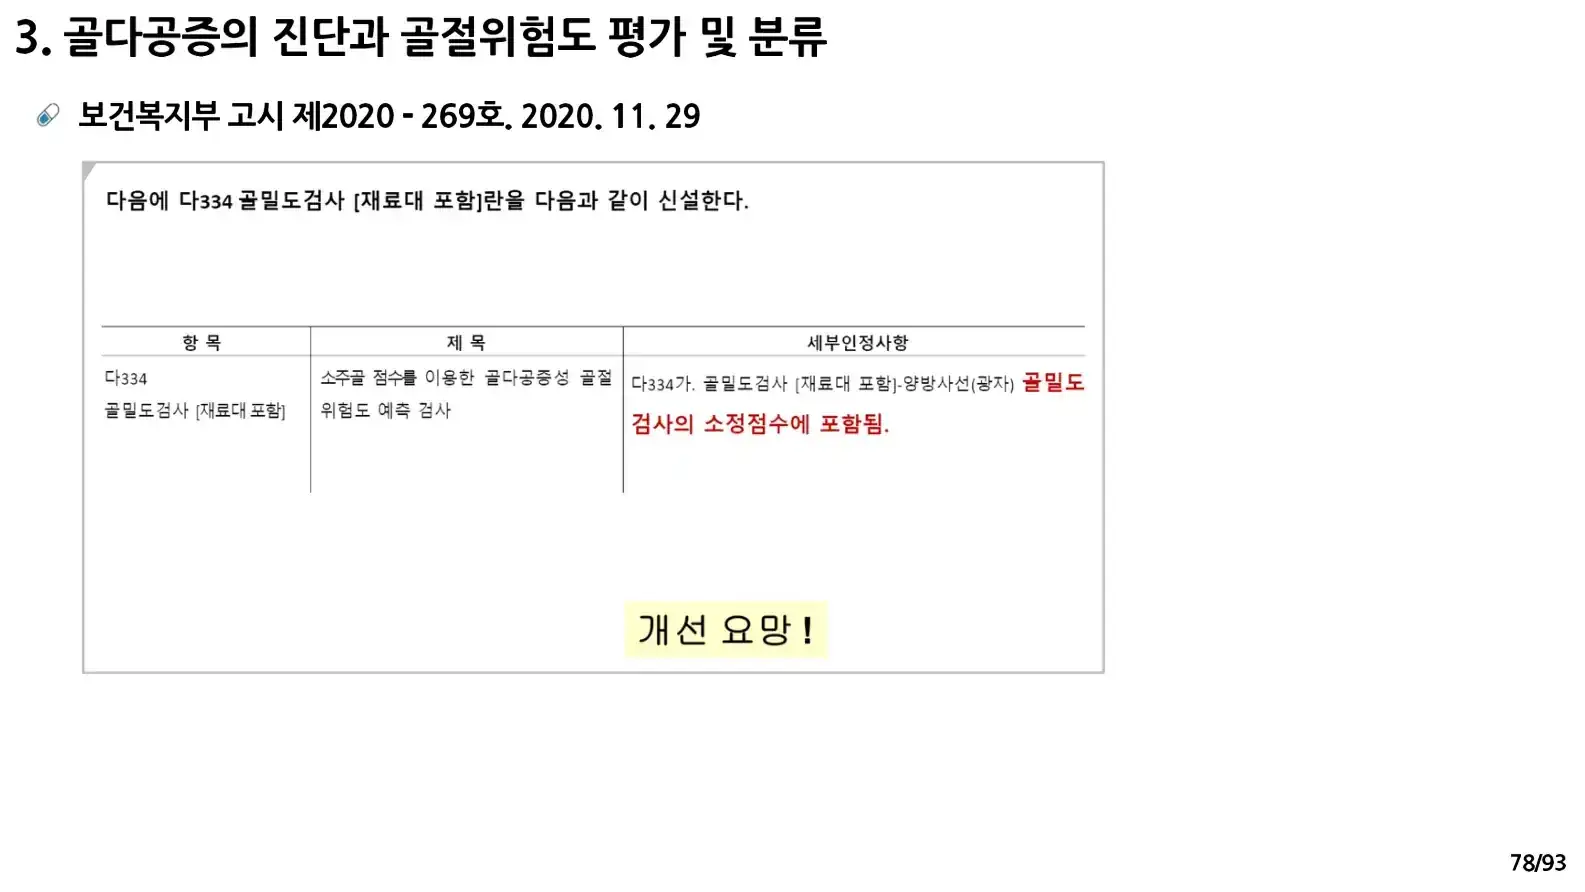 3. 골다공증의 진단과 골절위험도 평가 및 분류
보건복지부 고시 제2020 - 269호. 2020. 11. 29
다음에 다334 골밀도검사 [재료대 포함]란을 다음과 같이 신설한다.
항 목 제 목 세부인정사항
다334
골밀도검사 [재료대 포함]
소주골 점수를 이용한 골다공증성 골절
위험도 예측 검사
다334가. 골밀도검사 [재료대 포함]-양방사선(광자) 골밀도
검사의 소정점수에 포함됨.
개선 요망 !
78/93